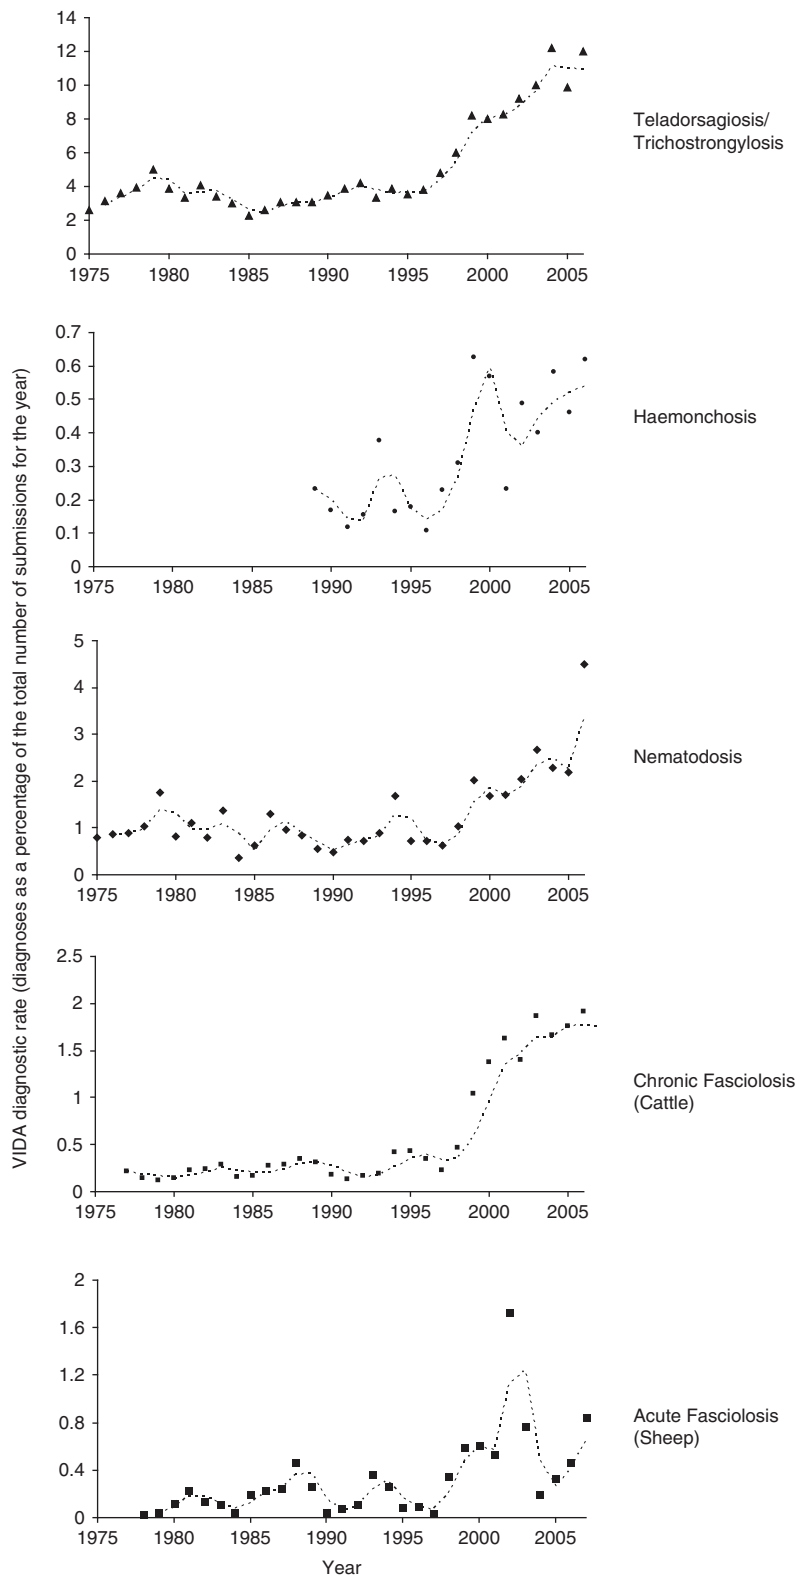 VIDA diagnostic rate (diagnoses as a percentage of the total number of submissions for the year)
14
12
10
8
6
4
2
0
1975 1980 1985 1990 1995 2000 2005
Teladorsagiosis/
Trichostrongylosis
0.7
0.6
0.5
0.4
0.3
0.2
0.1
0
1975 1980 1985 1990 1995 2000 2005
Haemonchosis
5
4
3
2
1
0
1975 1980 1985 1990 1995 2000 2005
Nematodosis
2.5
2
1.5
1
0.5
0
1975 1980 1985 1990 1995 2000 2005
Chronic Fasciolosis
(Cattle)
2
1.6
1.2
0.8
0.4
0
1975 1980 1985 1990 1995 2000 2005
Acute Fasciolosis
(Sheep)
Year